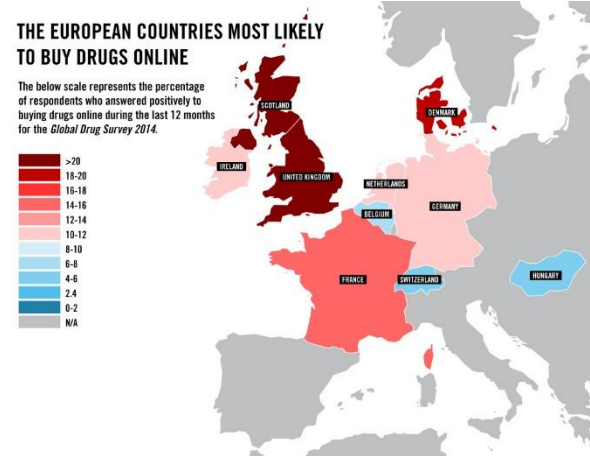 THE EUROPEAN COUNTRIES MOST LIKELY
TO BUY DRUGS ONLINE
The below scale represents the percentage
of respondents who answered positively to
buying drugs online during the last 12 months
for the Global Drug Survey 2014.
>20
18-20
16-18
14-16
12-14
10-12
8-10
6-8
4-6
2.4
0-2
N/A
SCOTLAND
DENMARK
IRELAND
UNITED KINGDOM
NETHERLANDS
GERMANY
BELGIUM
FRANCE
SWITZERLAND
HUNGARY